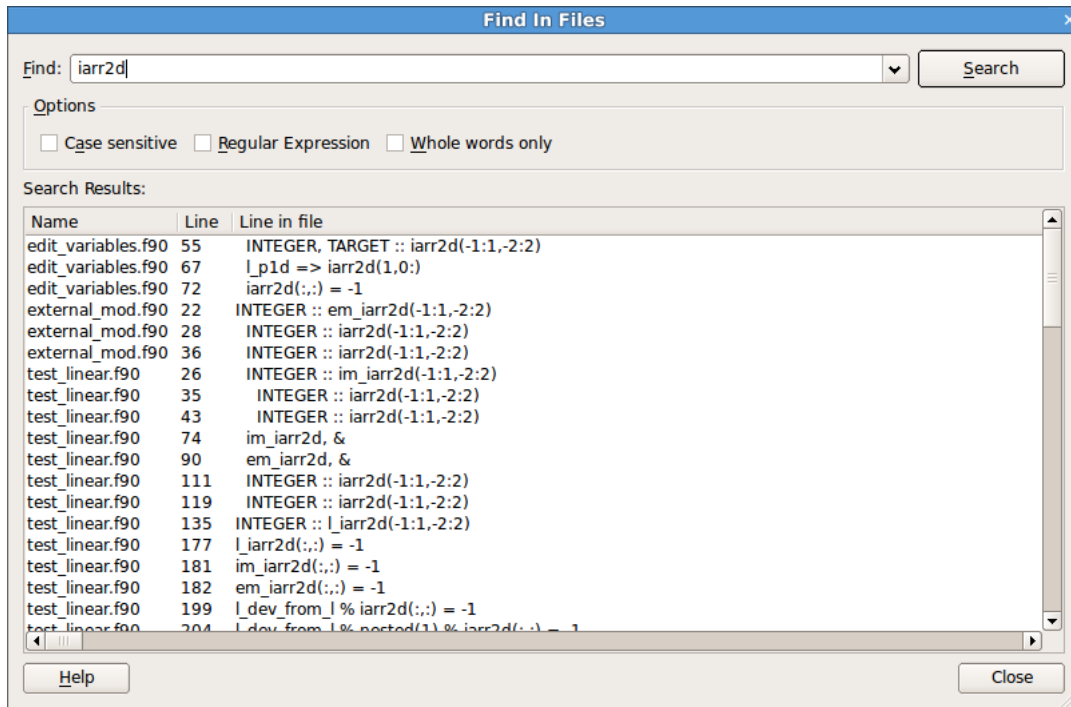 Find In Files
Find: iarr2d Search
Options
Case sensitive Regular Expression Whole words only
Search Results:
Name Line Line in file
edit_variables.f90 55 INTEGER, TARGET :: iarr2d(-1:1,-2:2)
edit_variables.f90 67 l_p1d => iarr2d(1,0:)
edit_variables.f90 72 iarr2d(:,:) = -1
external_mod.f90 22 INTEGER :: em_iarr2d(-1:1,-2:2)
external_mod.f90 28 INTEGER :: iarr2d(-1:1,-2:2)
external_mod.f90 36 INTEGER :: iarr2d(-1:1,-2:2)
test_linear.f90 26 INTEGER :: im_iarr2d(-1:1,-2:2)
test_linear.f90 35 INTEGER :: iarr2d(-1:1,-2:2)
test_linear.f90 43 INTEGER :: iarr2d(-1:1,-2:2)
test_linear.f90 74 im_iarr2d, &
test_linear.f90 90 em_iarr2d, &
test_linear.f90 111 INTEGER :: iarr2d(-1:1,-2:2)
test_linear.f90 119 INTEGER :: iarr2d(-1:1,-2:2)
test_linear.f90 135 INTEGER :: l_iarr2d(-1:1,-2:2)
test_linear.f90 177 l_iarr2d(:,:) = -1
test_linear.f90 181 im_iarr2d(:,:) = -1
test_linear.f90 182 em_iarr2d(:,:) = -1
test_linear.f90 199 l_dev_from_l % iarr2d(:,:) = -1
test_linear.f90 204 l_dev_from_l % nested(1) % iarr2d(:,:) = -1
Help Close